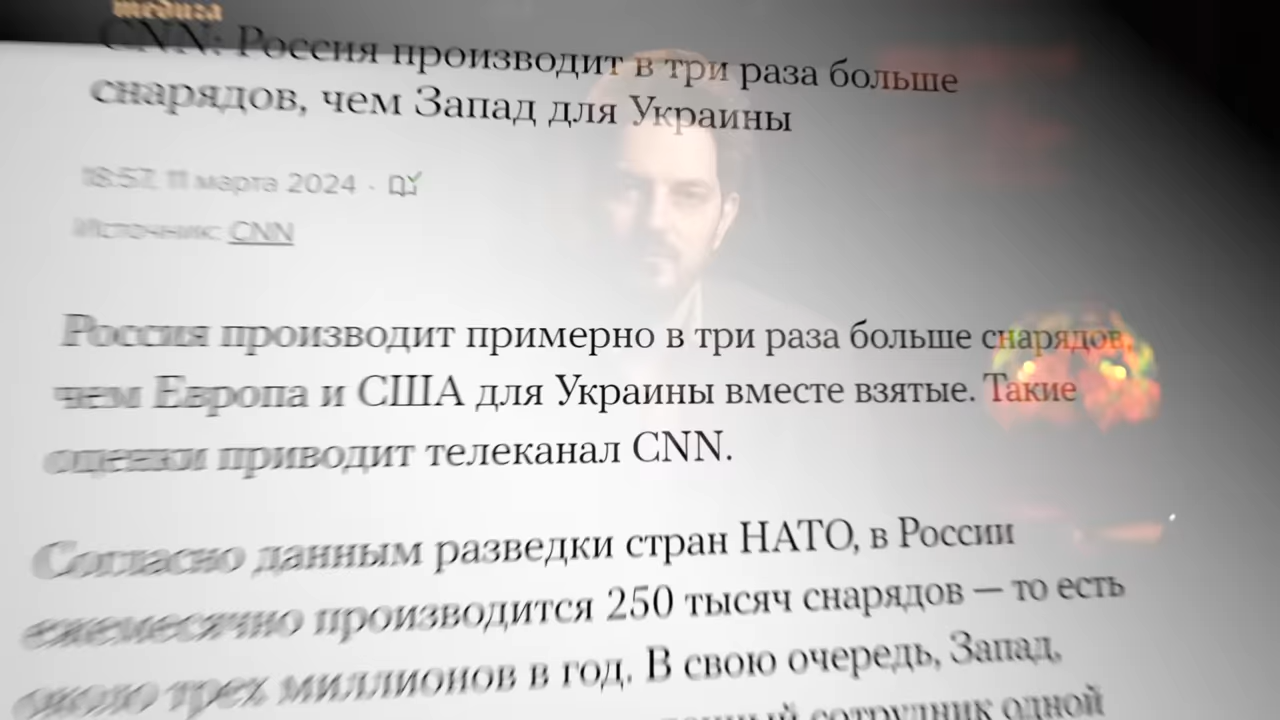 meduza
CNN: Россия производит в три раза больше
снарядов, чем Запад для Украины
18:57, 11 марта 2024 ·
Источник: CNN
Россия производит примерно в три раза больше снарядов,
чем Европа и США для Украины вместе взятые. Такие
оценки приводит телеканал CNN.
Согласно данным разведки стран НАТО, в России
ежемесячно производится 250 тысяч снарядов — то есть
около трех миллионов в год. В свою очередь, Запад,
сотрудник одной